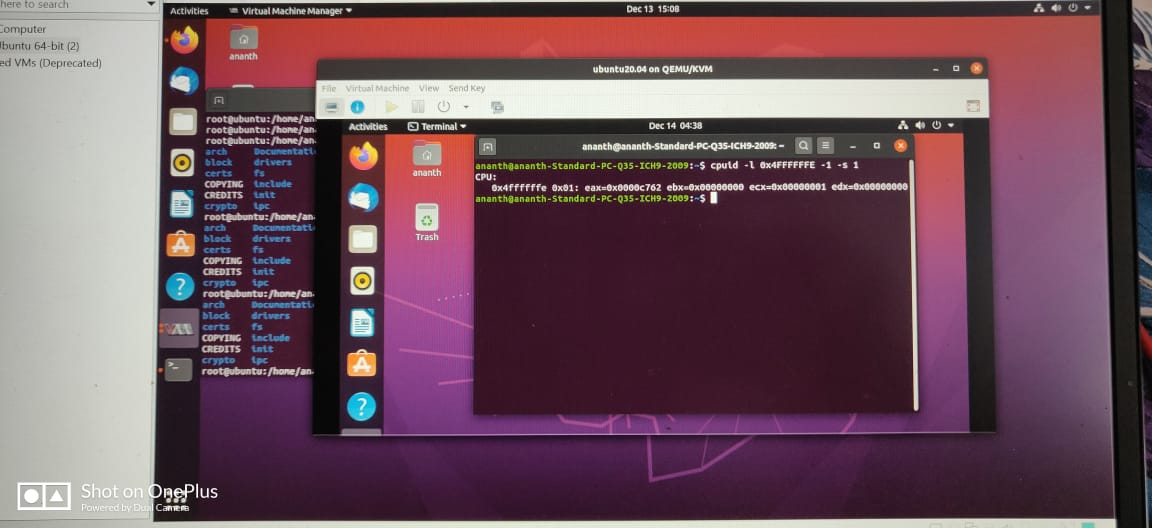 here to search
Computer
Ubuntu 64-bit (2)
ed VMs (Deprecated)
Activities
Virtual Machine Manager
Dec 13 15:08
ananth
root@ubuntu:/home/an
root@ubuntu:/home/an
root@ubuntu:/home/an
arch Documentati
block drivers
certs fs
COPYING include
CREDITS init
crypto ipc
root@ubuntu:/home/an
arch Documentati
block drivers
certs fs
COPYING include
CREDITS init
crypto ipc
root@ubuntu:/home/an
arch Documentati
block drivers
certs fs
COPYING include
CREDITS init
crypto ipc
root@ubuntu:/home/an
ubuntu20.04 on QEMU/KVM
File Virtual Machine View Send Key
Activities
Terminal
Dec 14 04:38
ananth
Trash
ananth@ananth-Standard-PC-Q35-ICH9-2009: ~
ananth@ananth-Standard-PC-Q35-ICH9-2009:~$ cpuid -l 0x4FFFFFFE -1 -s 1
CPU:
0x4ffffffe 0x01: eax=0x0000c762 ebx=0x00000000 ecx=0x00000001 edx=0x00000000
ananth@ananth-Standard-PC-Q35-ICH9-2009:~$
Shot on OnePlus
Powered by Dual Camera